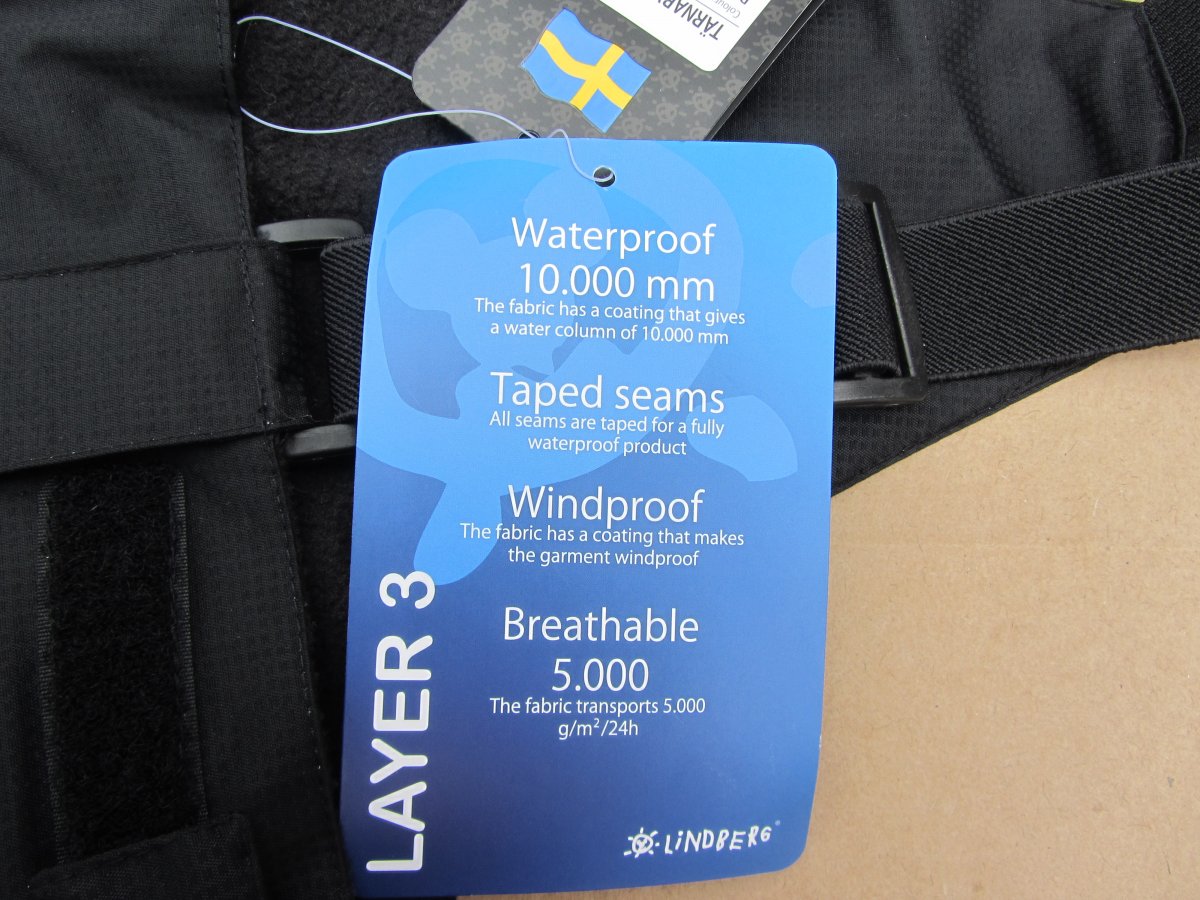 Waterproof
10.000 mm
The fabric has a coating that gives
a water column of 10.000 mm
Taped seams
All seams are taped for a fully
waterproof product
Windproof
The fabric has a coating that makes
the garment windproof
Breathable
5.000
The fabric transports 5.000
g/m²/24h
LAYER 3
LiNDBERG